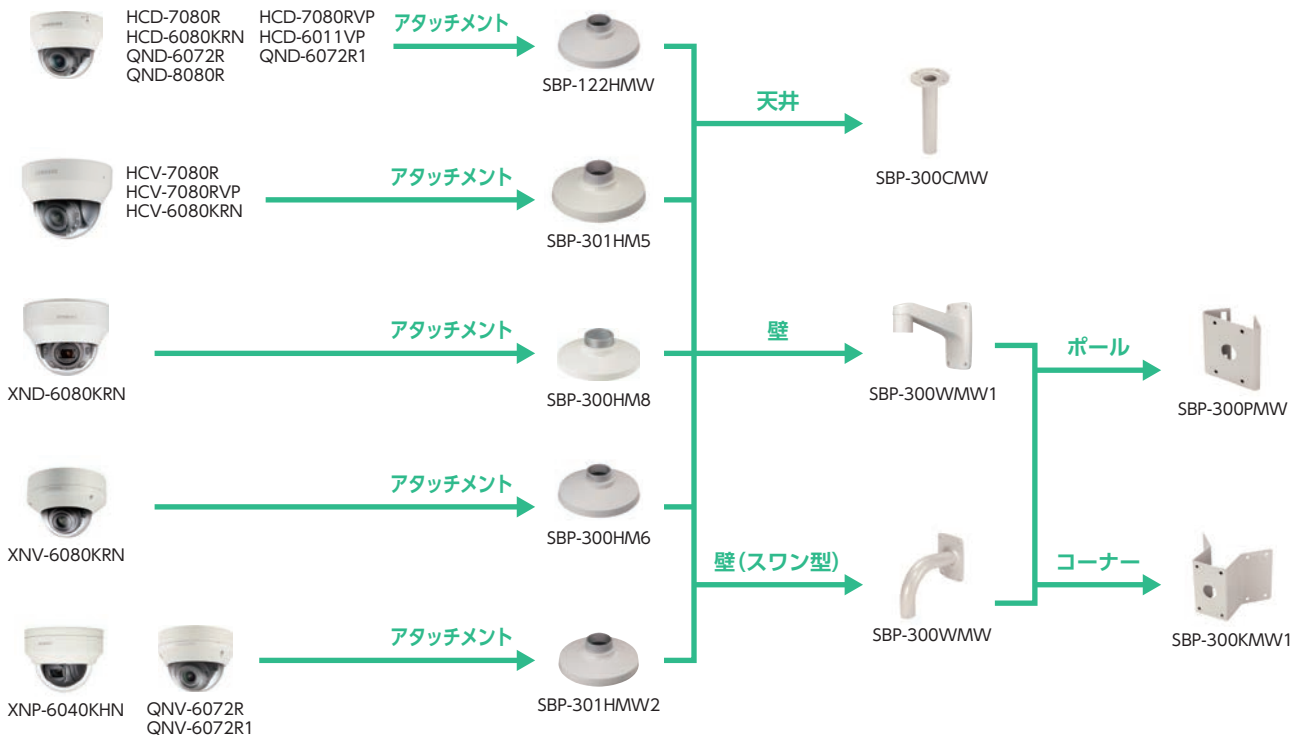 HCD-7080R
HCD-6080KRN
QND-6072R
QND-8080R
HCD-7080RVP
HCD-6011VP
QND-6072R1
アタッチメント
SBP-122HMW
天井
SBP-300CMW
HCV-7080R
HCV-7080RVP
HCV-6080KRN
アタッチメント
SBP-301HM5
XND-6080KRN
アタッチメント
SBP-300HM8
壁
SBP-300WMW1
ポール
SBP-300PMW
XNV-6080KRN
アタッチメント
SBP-300HM6
壁(スワン型)
SBP-300WMW
コーナー
SBP-300KMW1
XNP-6040KHN
QNV-6072R
QNV-6072R1
アタッチメント
SBP-301HMW2